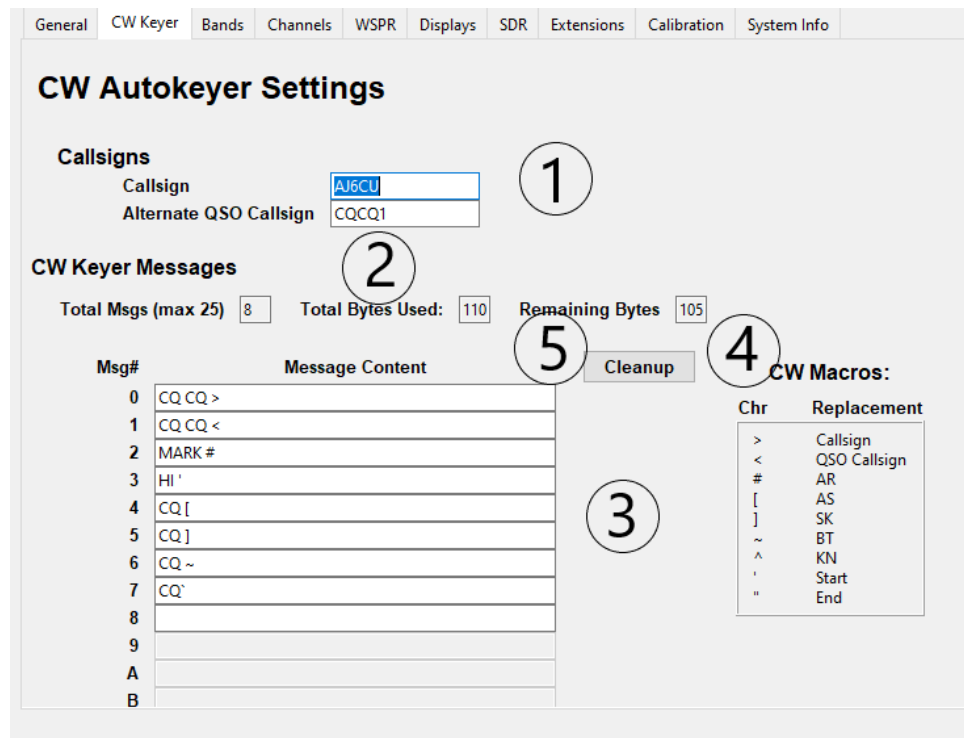 General CW Keyer Bands Channels WSPR Displays SDR Extensions Calibration System Info
CW Autokeyer Settings
Callsigns
Callsign AJ6CU
1
Alternate QSO Callsign CQCQ1
2
CW Keyer Messages
Total Msgs (max 25) 8 Total Bytes Used: 110 Remaining Bytes 105
5
4
Msg# Message Content Cleanup
CW Macros:
Chr Replacement
0 CQ CQ >
1 CQ CQ <
2 MARK #
3 HI '
4 CQ [
5 CQ ]
6 CQ ~
7 CQ`
8
9
A
B
3
> Callsign
< QSO Callsign
# AR
[ AS
] SK
~ BT
^ KN
' Start
" End